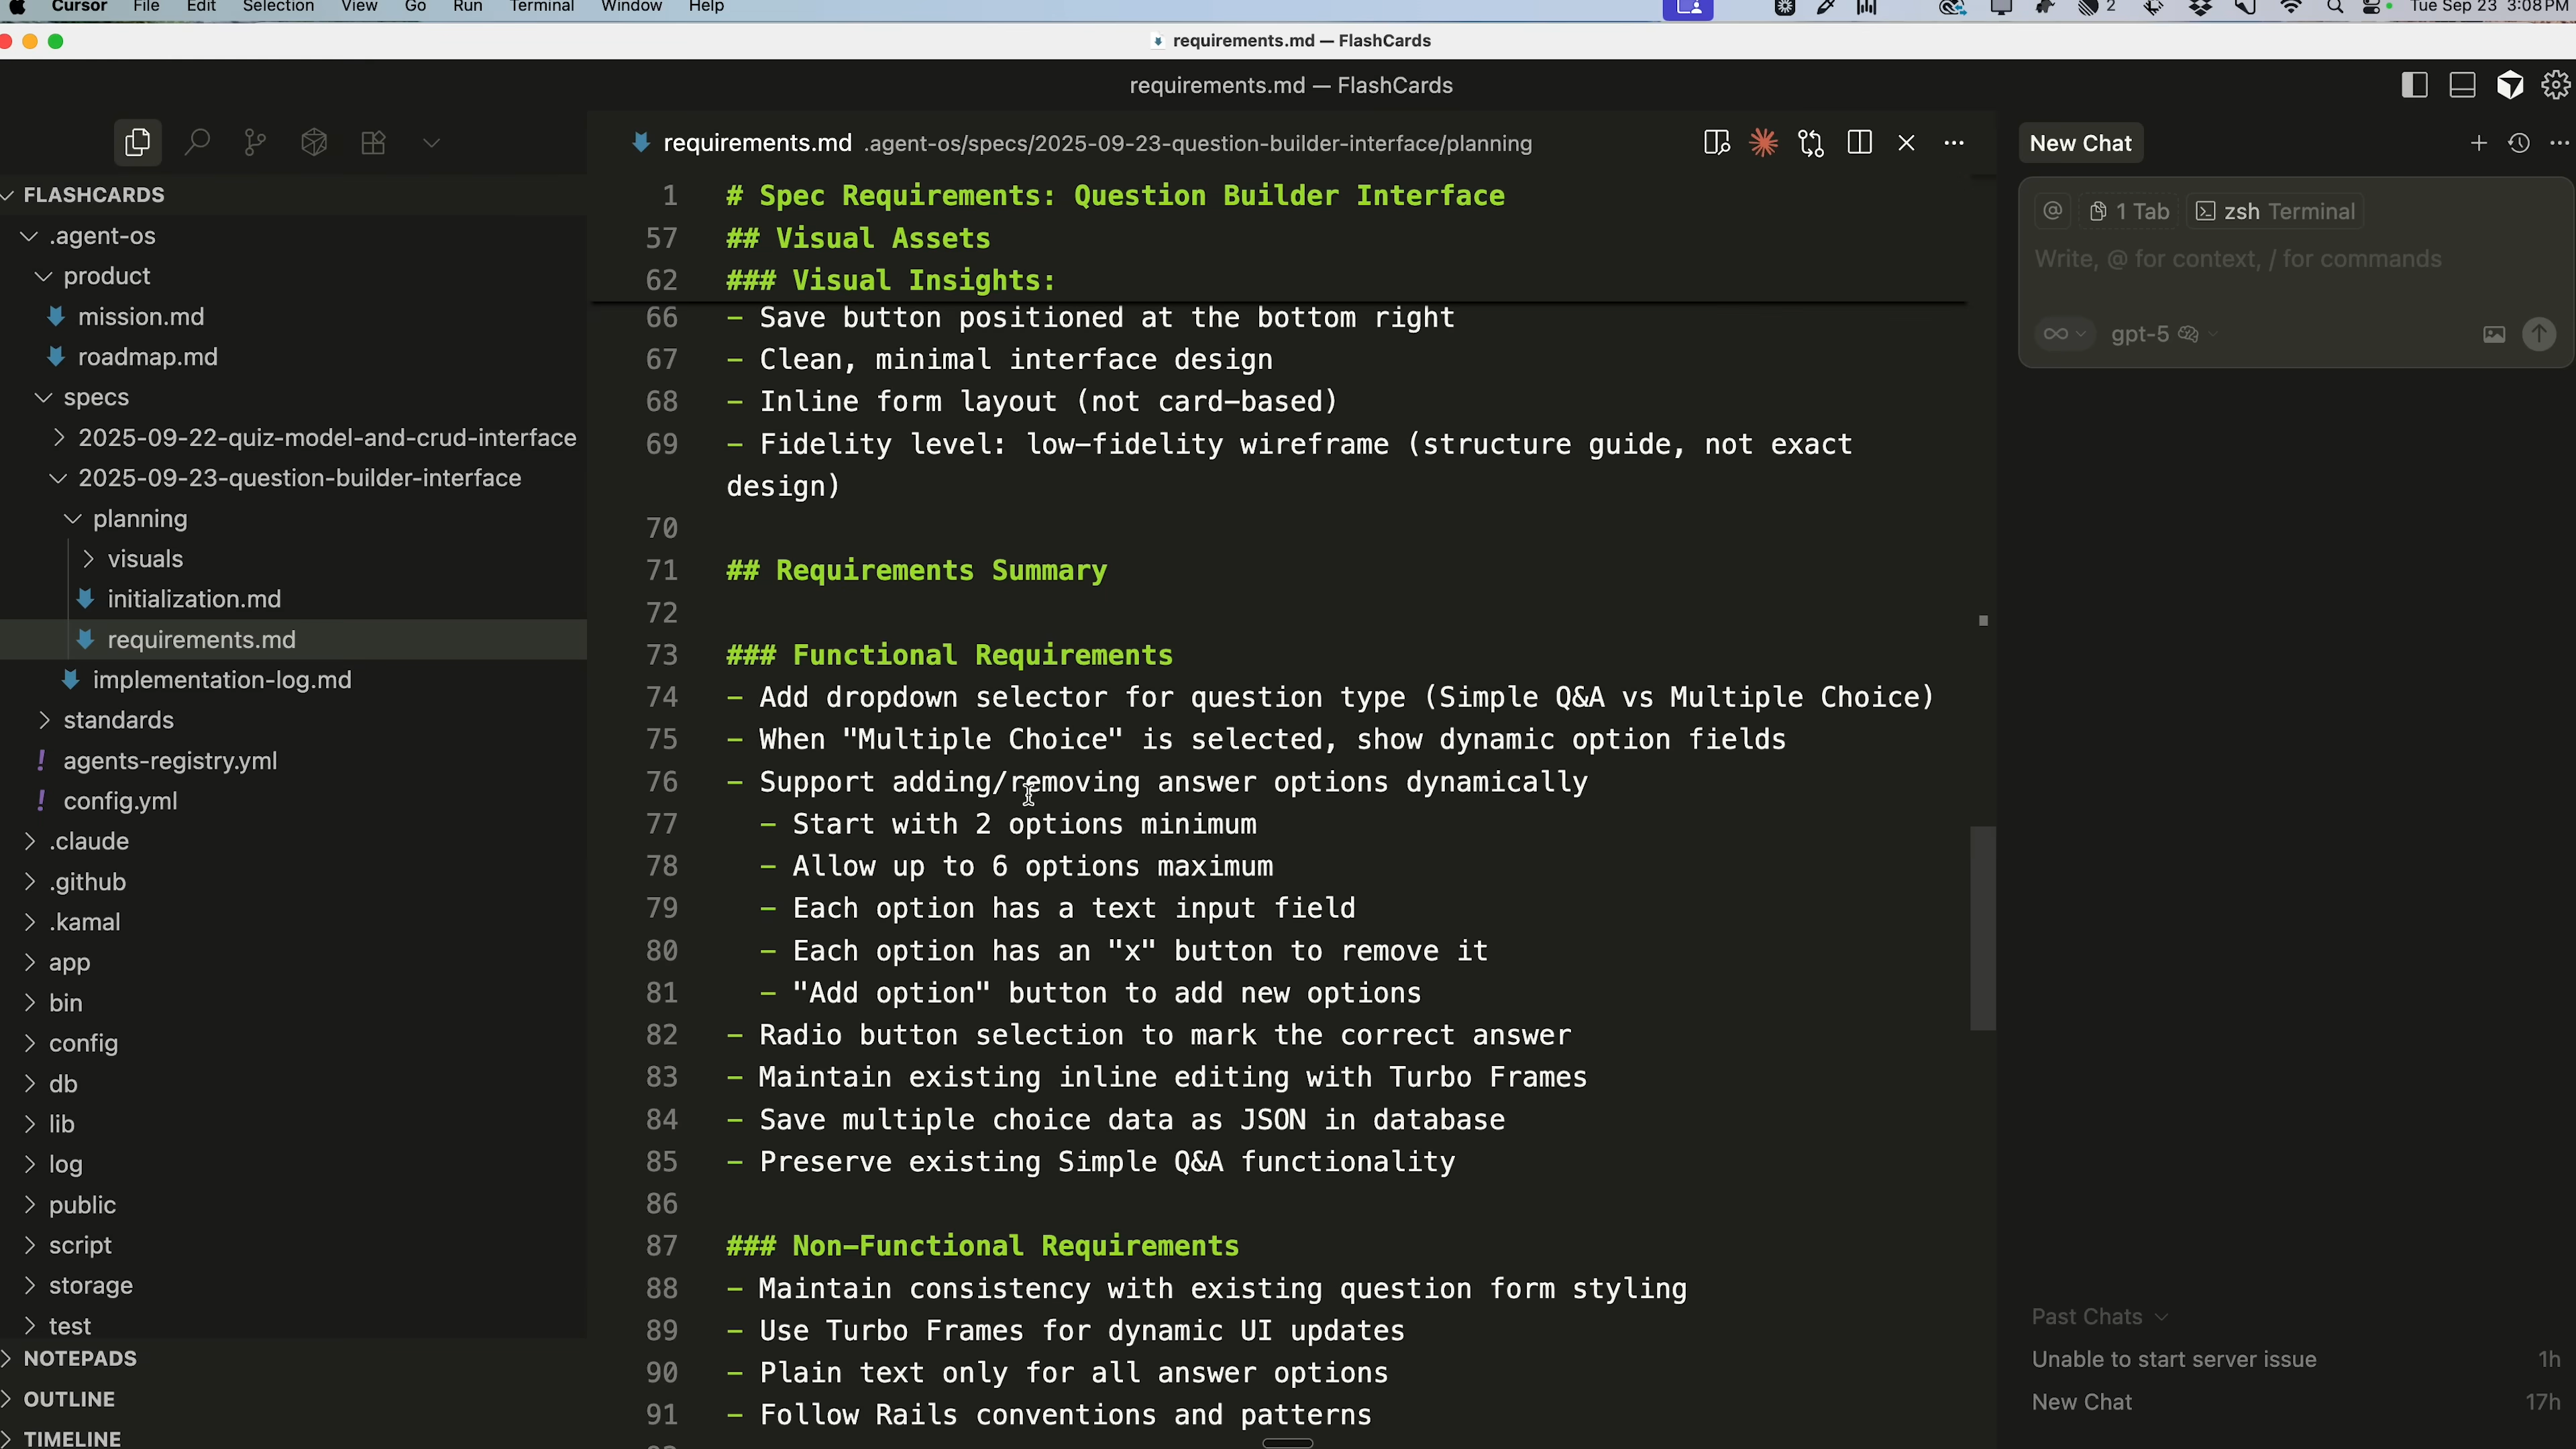 Cursor File Edit Selection View Go Run Terminal Window Help 2 Tue Sep 23 3:08 PM
requirements.md — FlashCards
requirements.md — FlashCards
requirements.md .agent-os/specs/2025-09-23-question-builder-interface/planning
New Chat
FLASHCARDS
.agent-os
product
mission.md
roadmap.md
specs
2025-09-22-quiz-model-and-crud-interface
2025-09-23-question-builder-interface
planning
visuals
initialization.md
requirements.md
implementation-log.md
standards
! agents-registry.yml
! config.yml
.claude
.github
.kamal
app
bin
config
db
lib
log
public
script
storage
test
NOTEPADS
OUTLINE
TIMELINE
1 # Spec Requirements: Question Builder Interface
57 ## Visual Assets
62 ### Visual Insights:
66 - Save button positioned at the bottom right
67 - Clean, minimal interface design
68 - Inline form layout (not card-based)
69 - Fidelity level: low-fidelity wireframe (structure guide, not exact
design)
70
71 ## Requirements Summary
72
73 ### Functional Requirements
74 - Add dropdown selector for question type (Simple Q&A vs Multiple Choice)
75 - When "Multiple Choice" is selected, show dynamic option fields
76 - Support adding/removing answer options dynamically
77 - Start with 2 options minimum
78 - Allow up to 6 options maximum
79 - Each option has a text input field
80 - Each option has an "x" button to remove it
81 - "Add option" button to add new options
82 - Radio button selection to mark the correct answer
83 - Maintain existing inline editing with Turbo Frames
84 - Save multiple choice data as JSON in database
85 - Preserve existing Simple Q&A functionality
86
87 ### Non-Functional Requirements
88 - Maintain consistency with existing question form styling
89 - Use Turbo Frames for dynamic UI updates
90 - Plain text only for all answer options
91 - Follow Rails conventions and patterns
@ 1 Tab zsh Terminal
Write, @ for context, / for commands
gpt-5
Past Chats
Unable to start server issue 1h
New Chat 17h